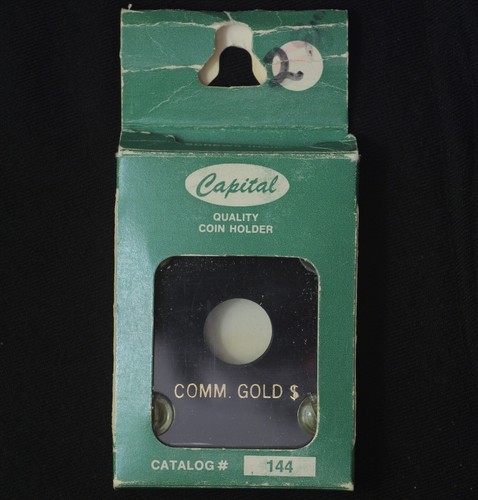 Capital
QUALITY
COIN HOLDER
COMM. GOLD $
CATALOG# 144